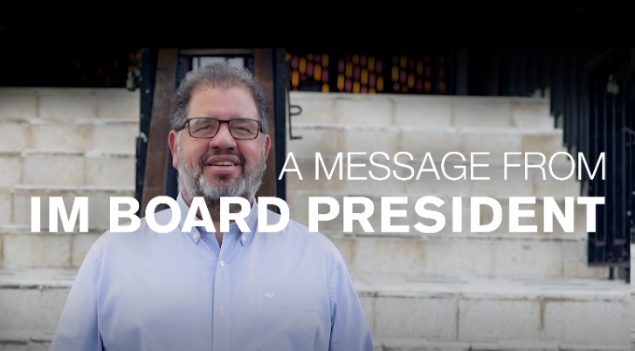 A MESSAGE FROM
IM BOARD PRESIDENT